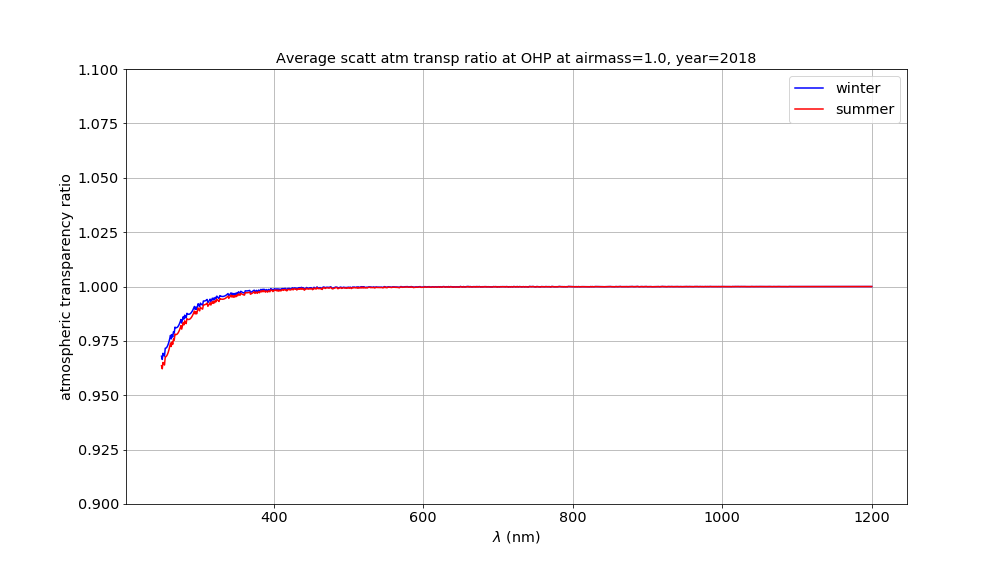 Average scatt atm transp ratio at OHP at airmass=1.0, year=2018
winter
summer
atmospheric transparency ratio
1.100
1.075
1.050
1.025
1.000
0.975
0.950
0.925
0.900
400 600 800 1000 1200
λ (nm)